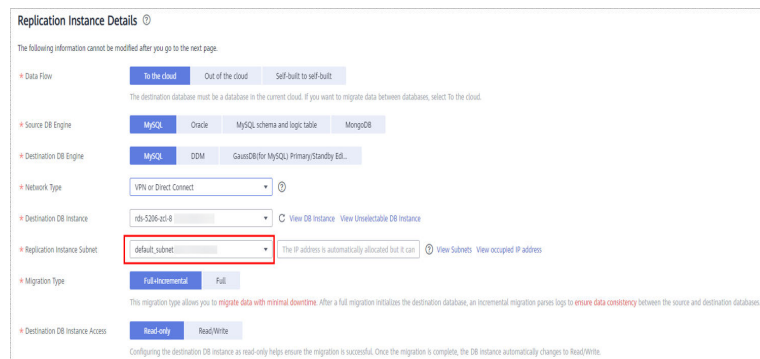 Replication Instance Details
The following information cannot be modified after you go to the next page.
* Data Flow To the cloud Out of the cloud Self-built to self-built
The destination database must be a database in the current cloud. If you want to migrate data between databases, select To the cloud.
* Source DB Engine MySQL Oracle MySQL schema and logic table MongoDB
* Destination DB Engine MySQL DDM GaussDB(for MySQL) Primary/Standby Edi...
* Network Type VPN or Direct Connect
* Destination DB Instance rds-5206-zcl-8 View DB Instance View Unselectable DB Instance
* Replication Instance Subnet default_subnet The IP address is automatically allocated but it can View Subnets View occupied IP address
* Migration Type Full+Incremental Full
This migration type allows you to migrate data with minimal downtime. After a full migration initializes the destination database, an incremental migration parses logs to ensure data consistency between the source and destination databases.
* Destination DB Instance Access Read-only Read/Write
Configuring the destination DB instance as read-only helps ensure the migration is successful. Once the migration is complete, the DB instance automatically changes to Read/Write.